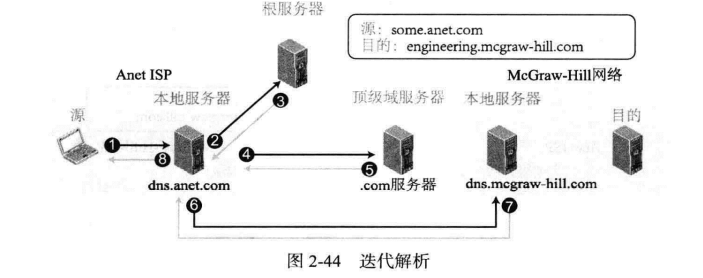 根服务器
源: some.anet.com
目的: engineering.mcgraw-hill.com
Anet ISP
McGraw-Hill网络
本地服务器
顶级域服务器
本地服务器
源
目的
1
2
3
4
5
8
dns.anet.com
.com服务器
dns.mcgraw-hill.com
6
7
图 2-44 迭代解析